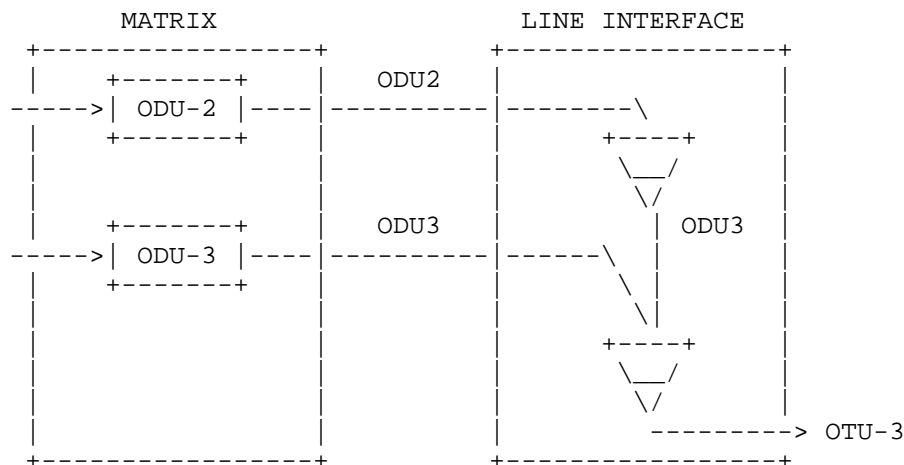 MATRIX LINE INTERFACE
ODU2
ODU-2
ODU3 ODU3
ODU-3
OTU-3